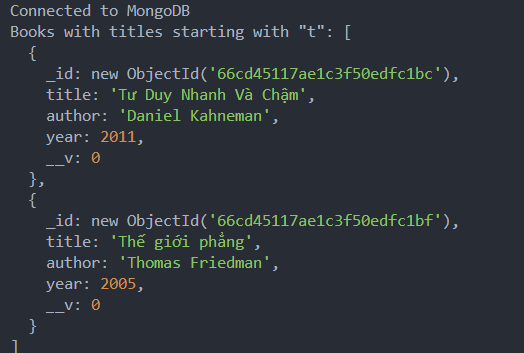 Connected to MongoDB
Books with titles starting with "t": [
  {
    _id: new ObjectId('66cd45117ae1c3f50edfc1bc'),
    title: 'Tư Duy Nhanh Và Chậm',
    author: 'Daniel Kahneman',
    year: 2011,
    __v: 0
  },
  {
    _id: new ObjectId('66cd45117ae1c3f50edfc1bf'),
    title: 'Thế giới phẳng',
    author: 'Thomas Friedman',
    year: 2005,
    __v: 0
  }
]